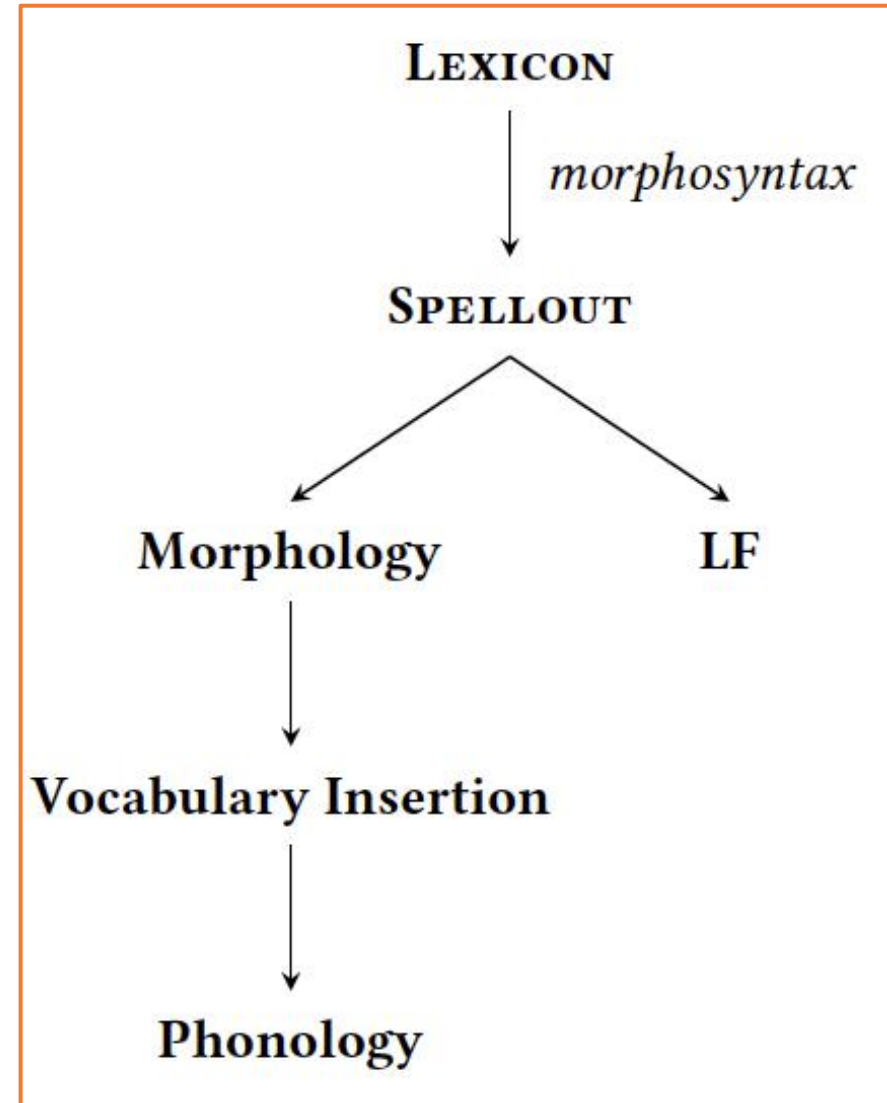 LEXICON
morphosyntax
SPELLOUT
Morphology LF
Vocabulary Insertion
Phonology